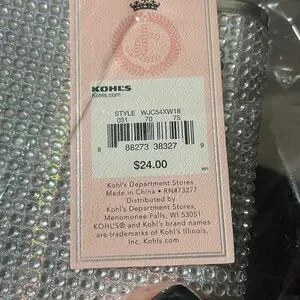 KOHL'S
Kohls.com
STYLE WJC54XW18
031 70 75
8 88273 38327 9
$24.00
Kohl's Department Stores
Made in China • RN#73277
Distributed by
Kohl's Department Stores,
Menomonee Falls, WI 53051
KOHL'S® and Kohl's brand names
are trademarks of Kohl's Illinois,
Inc. Kohls.com